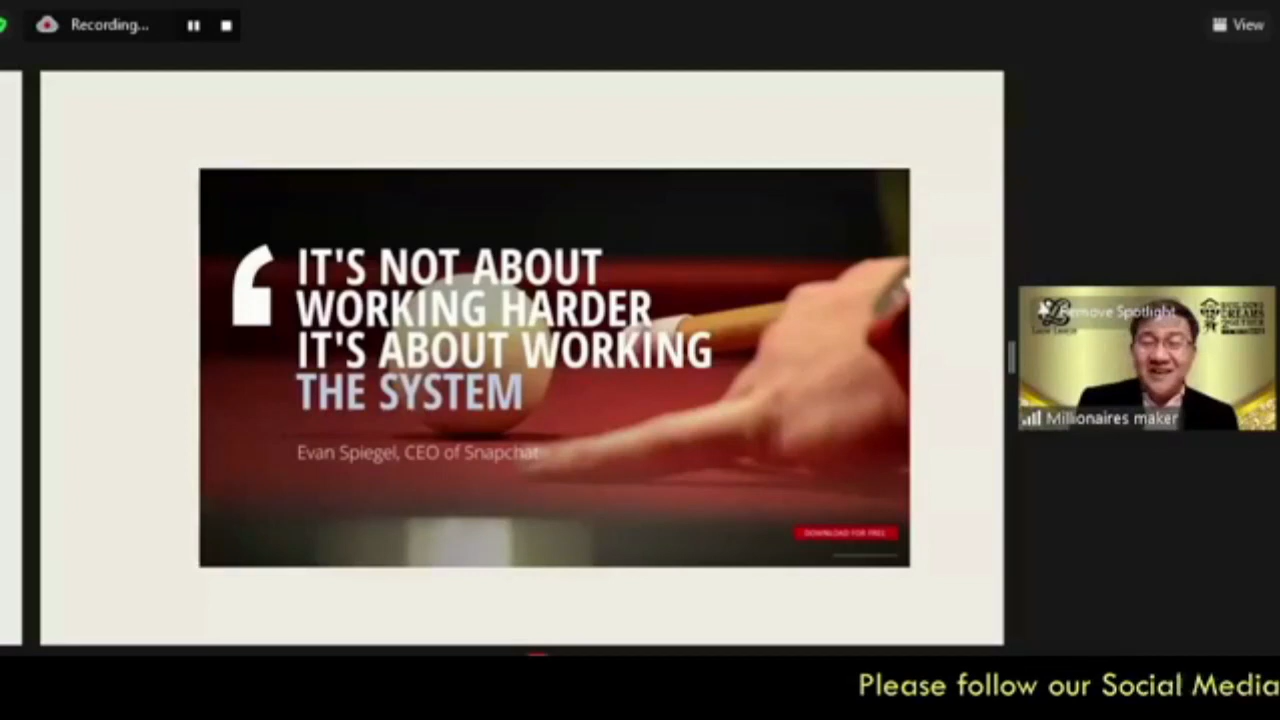 Recording...
View
IT'S NOT ABOUT
WORKING HARDER
IT'S ABOUT WORKING
THE SYSTEM
Evan Spiegel, CEO of Snapchat
DOWNLOAD FOR FREE
Remove Spotlight
Millionaires maker
Please follow our Social Media